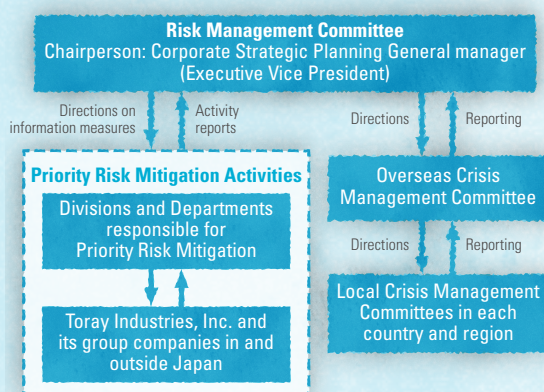 Risk Management Committee
Chairperson: Corporate Strategic Planning General manager
(Executive Vice President)
Directions on
information measures
Activity
reports
Directions
Reporting
Priority Risk Mitigation Activities
Divisions and Departments
responsible for
Priority Risk Mitigation
Toray Industries, Inc. and
its group companies in and
outside Japan
Overseas Crisis
Management Committee
Directions
Reporting
Local Crisis Management
Committees in each
country and region